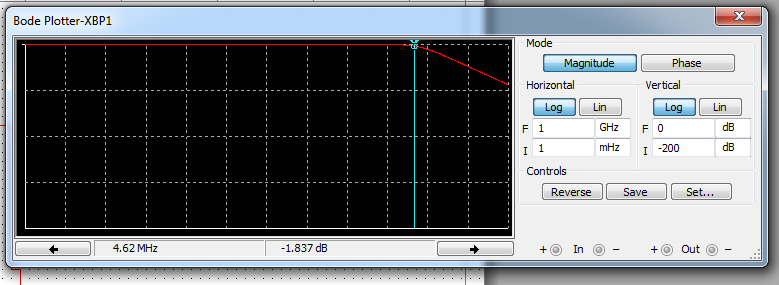 Bode Plotter-XBP1
x
Mode
Magnitude Phase
Horizontal Vertical
Log Lin Log Lin
F 1 GHz F 0 dB
I 1 mHz I -200 dB
Controls
Reverse Save Set...
4.62 MHz -1.837 dB
+ In - + Out -